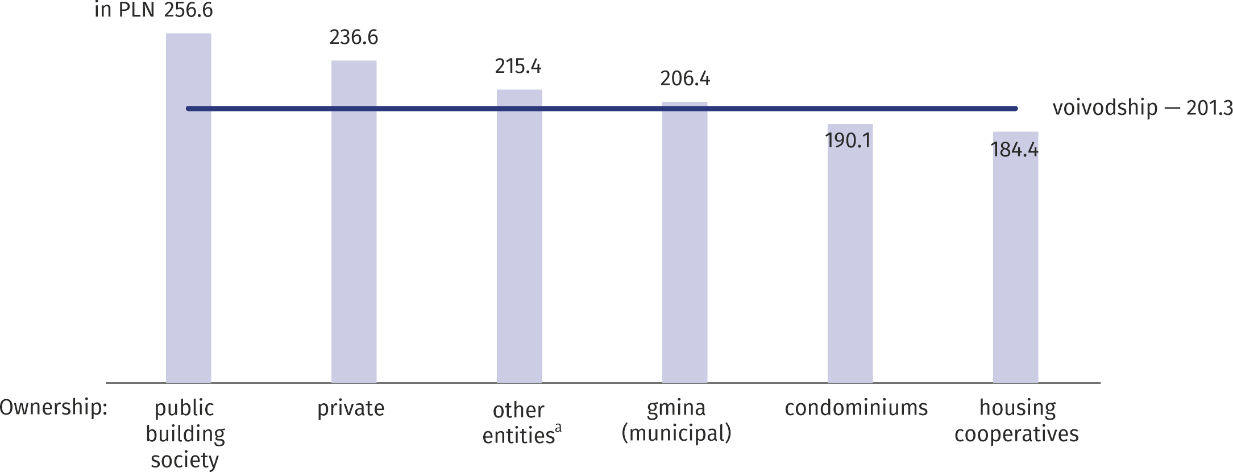 in PLN 256.6
236.6
215.4
206.4
voivodship — 201.3
190.1
184.4
Ownership:
public
building
society
private
other
entitiesᵃ
gmina
(municipal)
condominiums
housing
cooperatives